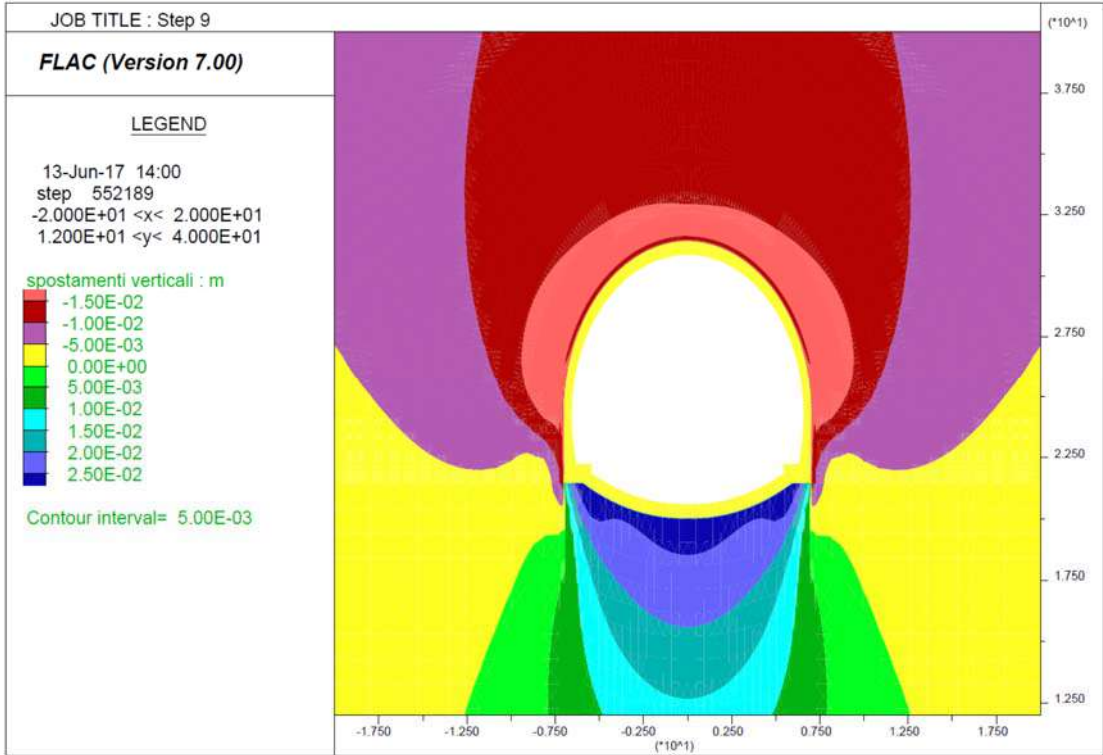 JOB TITLE : Step 9
(*10^1)
FLAC (Version 7.00)
LEGEND
13-Jun-17 14:00
step 552189
-2.000E+01 <x< 2.000E+01
1.200E+01 <y< 4.000E+01
spostamenti verticali : m
-1.50E-02
-1.00E-02
-5.00E-03
0.00E+00
5.00E-03
1.00E-02
1.50E-02
2.00E-02
2.50E-02
Contour interval= 5.00E-03
3.750
3.250
2.750
2.250
1.750
1.250
-1.750
-1.250
-0.750
-0.250
0.250
0.750
1.250
1.750
(*10^1)